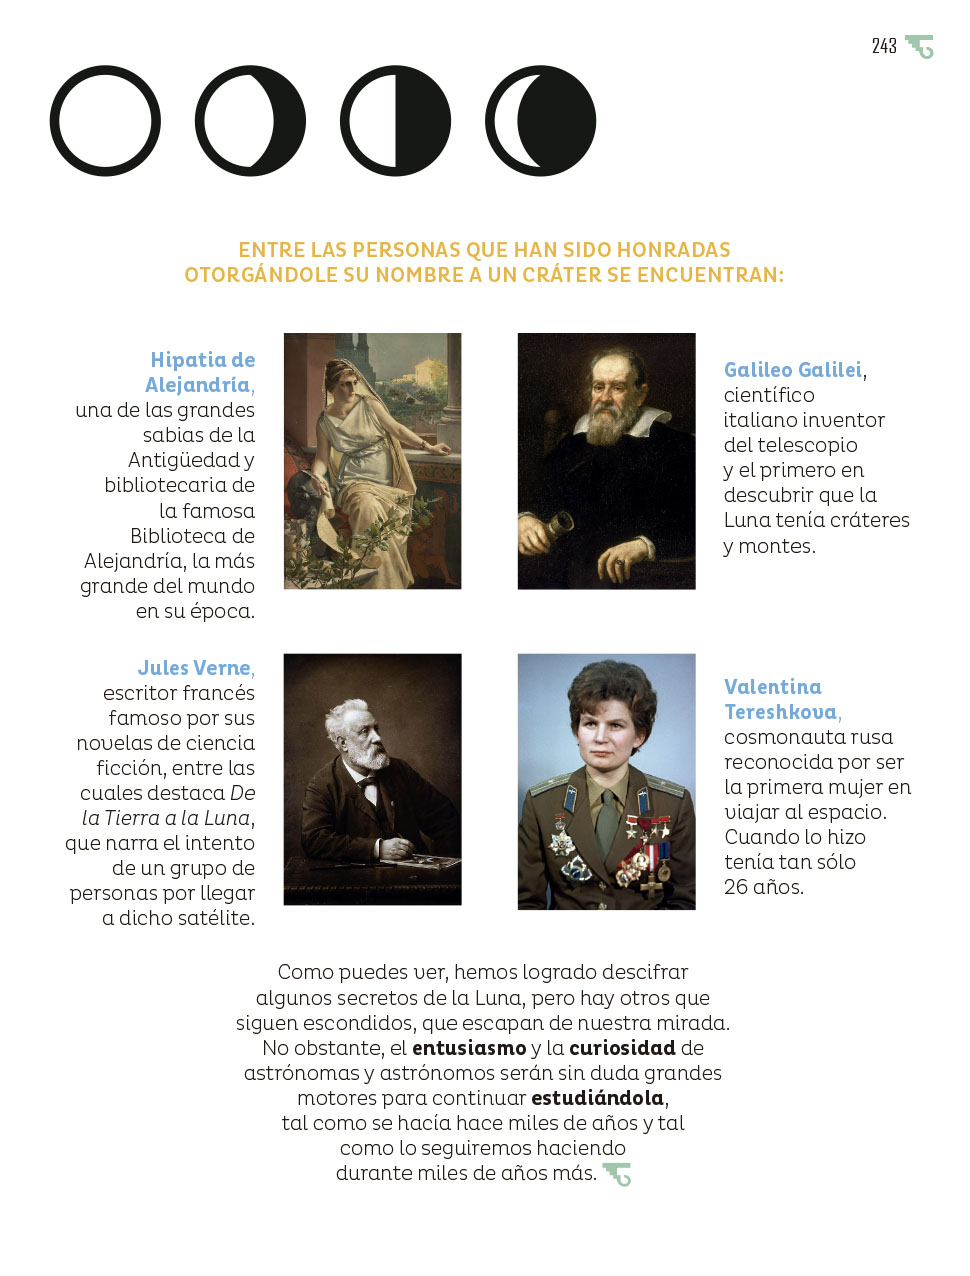 243
ENTRE LAS PERSONAS QUE HAN SIDO HONRADAS
OTORGÁNDOLE SU NOMBRE A UN CRÁTER SE ENCUENTRAN:
Hipatia de
Alejandría,
una de las grandes
sabias de la
Antigüedad y
bibliotecaria de
la famosa
Biblioteca de
Alejandría, la más
grande del mundo
en su época.
Galileo Galilei,
científico
italiano inventor
del telescopio
y el primero en
descubrir que la
Luna tenía cráteres
y montes.
Jules Verne,
escritor francés
famoso por sus
novelas de ciencia
ficción, entre las
cuales destaca De
la Tierra a la Luna,
que narra el intento
de un grupo de
personas por llegar
a dicho satélite.
Valentina
Tereshkova,
cosmonauta rusa
reconocida por ser
la primera mujer en
viajar al espacio.
Cuando lo hizo
tenía tan sólo
26 años.
Como puedes ver, hemos logrado descifrar
algunos secretos de la Luna, pero hay otros que
siguen escondidos, que escapan de nuestra mirada.
No obstante, el entusiasmo y la curiosidad de
astrónomas y astrónomos serán sin duda grandes
motores para continuar estudiándola,
tal como se hacía hace miles de años y tal
como lo seguiremos haciendo
durante miles de años más.